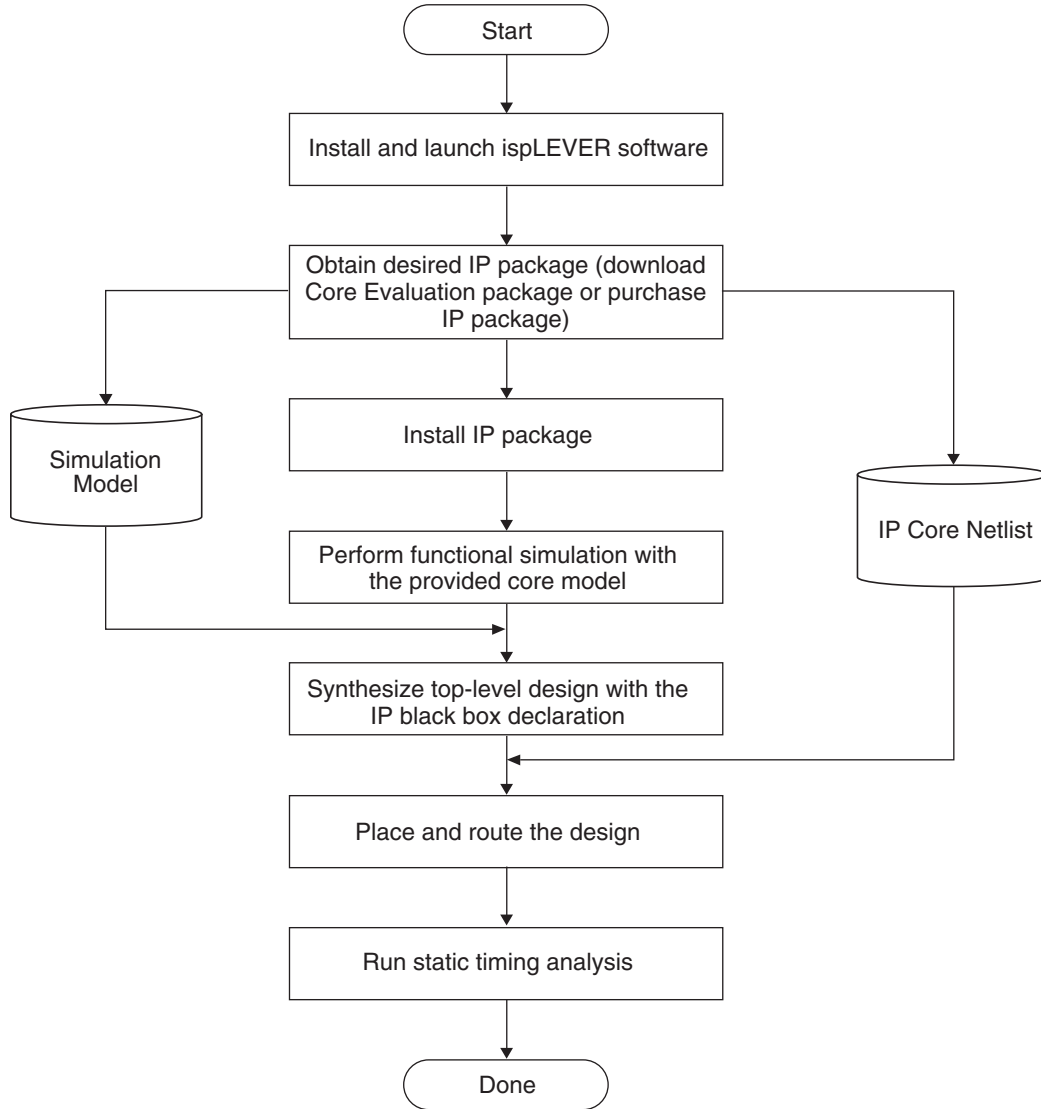 Start
Install and launch ispLEVER software
Obtain desired IP package (download
Core Evaluation package or purchase
IP package)
Install IP package
Simulation
Model
IP Core Netlist
Perform functional simulation with
the provided core model
Synthesize top-level design with the
IP black box declaration
Place and route the design
Run static timing analysis
Done